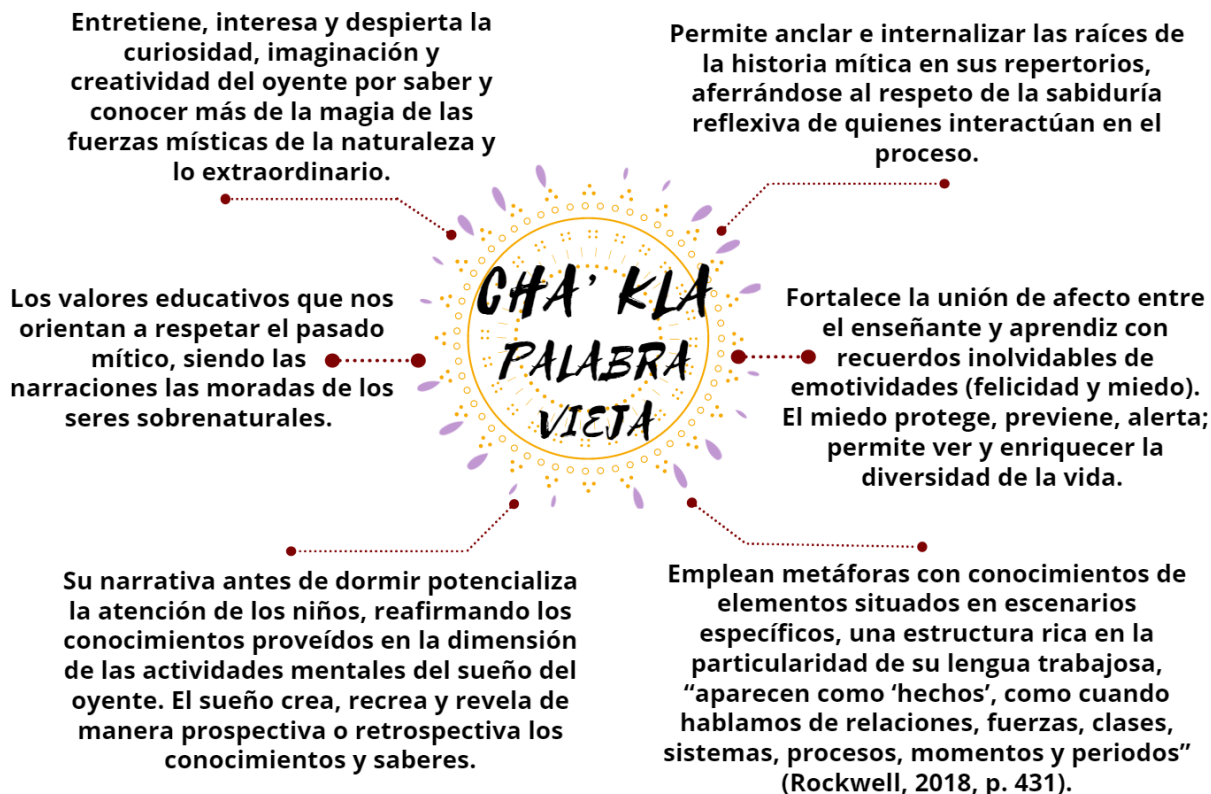 Entretiene, interesa y despierta la
curiosidad, imaginación y
creatividad del oyente por saber y
conocer más de la magia de las
fuerzas místicas de la naturaleza y
lo extraordinario.
Permite anclar e internalizar las raíces de
la historia mítica en sus repertorios,
aferrándose al respeto de la sabiduría
reflexiva de quienes interactúan en el
proceso.
Los valores educativos que nos
orientan a respetar el pasado
mítico, siendo las
narraciones las moradas de los
seres sobrenaturales.
CHA' KLA
PALABRA
VIEJA
Fortalece la unión de afecto entre
el enseñante y aprendiz con
recuerdos inolvidables de
emotividades (felicidad y miedo).
El miedo protege, previene, alerta;
permite ver y enriquecer la
diversidad de la vida.
Su narrativa antes de dormir potencializa
la atención de los niños, reafirmando los
conocimientos proveídos en la dimensión
de las actividades mentales del sueño del
oyente. El sueño crea, recrea y revela de
manera prospectiva o retrospectiva los
conocimientos y saberes.
Emplean metáforas con conocimientos de
elementos situados en escenarios
específicos, una estructura rica en la
particularidad de su lengua trabajosa,
“aparecen como ‘hechos’, como cuando
hablamos de relaciones, fuerzas, clases,
sistemas, procesos, momentos y periodos”
(Rockwell, 2018, p. 431).